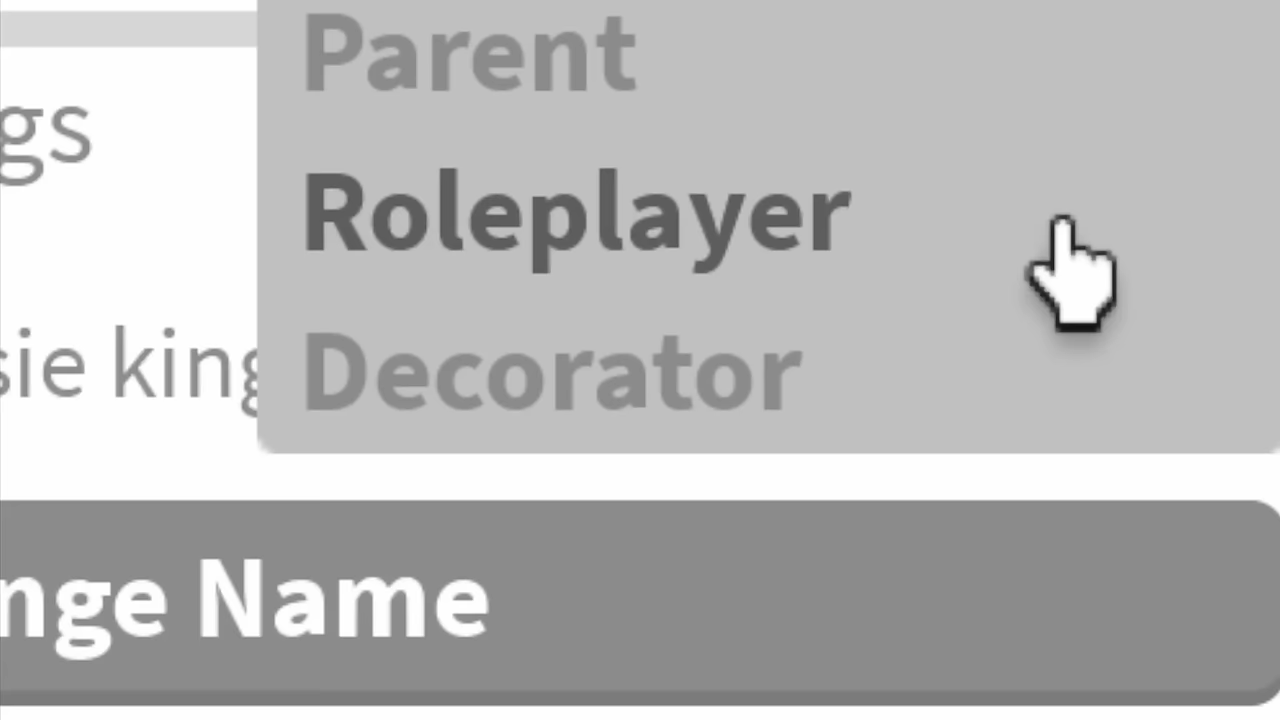 Parent
gs
Roleplayer
sie king
Decorator
nge Name